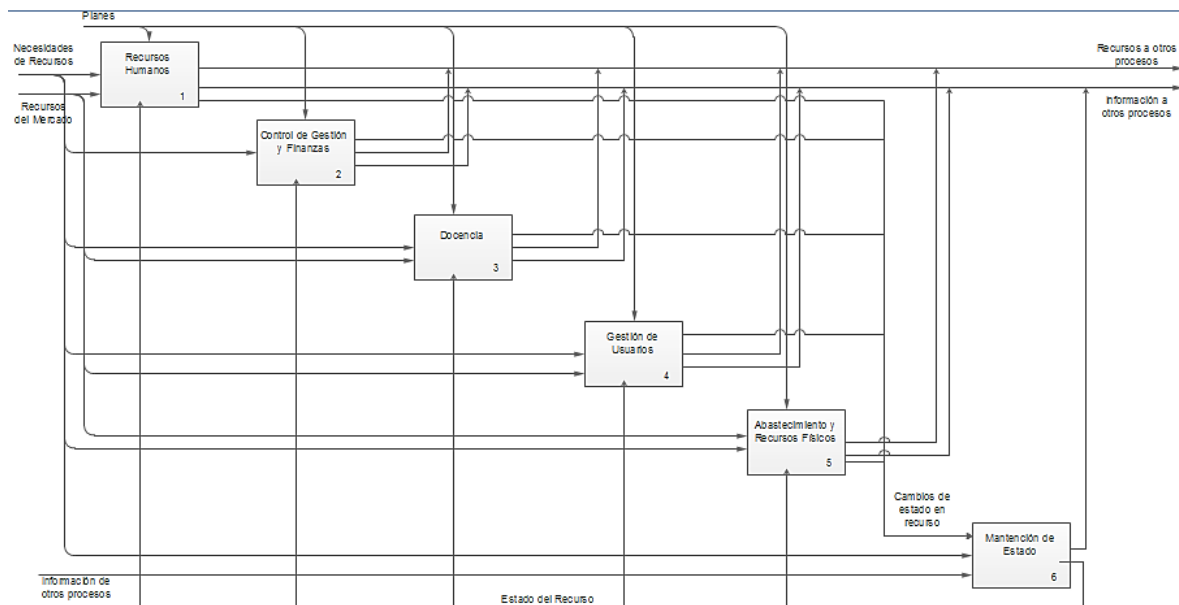 Planes
Necesidades
de Recursos
Recursos
del Mercado
Recursos
Humanos
1
Recursos a otros
procesos
Información a
otros procesos
Control de Gestión
y Finanzas
2
Docencia
3
Gestión de
Usuarios
4
Abastecimiento y
Recursos Físicos
5
Cambios de
estado en
recurso
Mantención de
Estado
6
Información de
otros procesos
Estado del Recurso